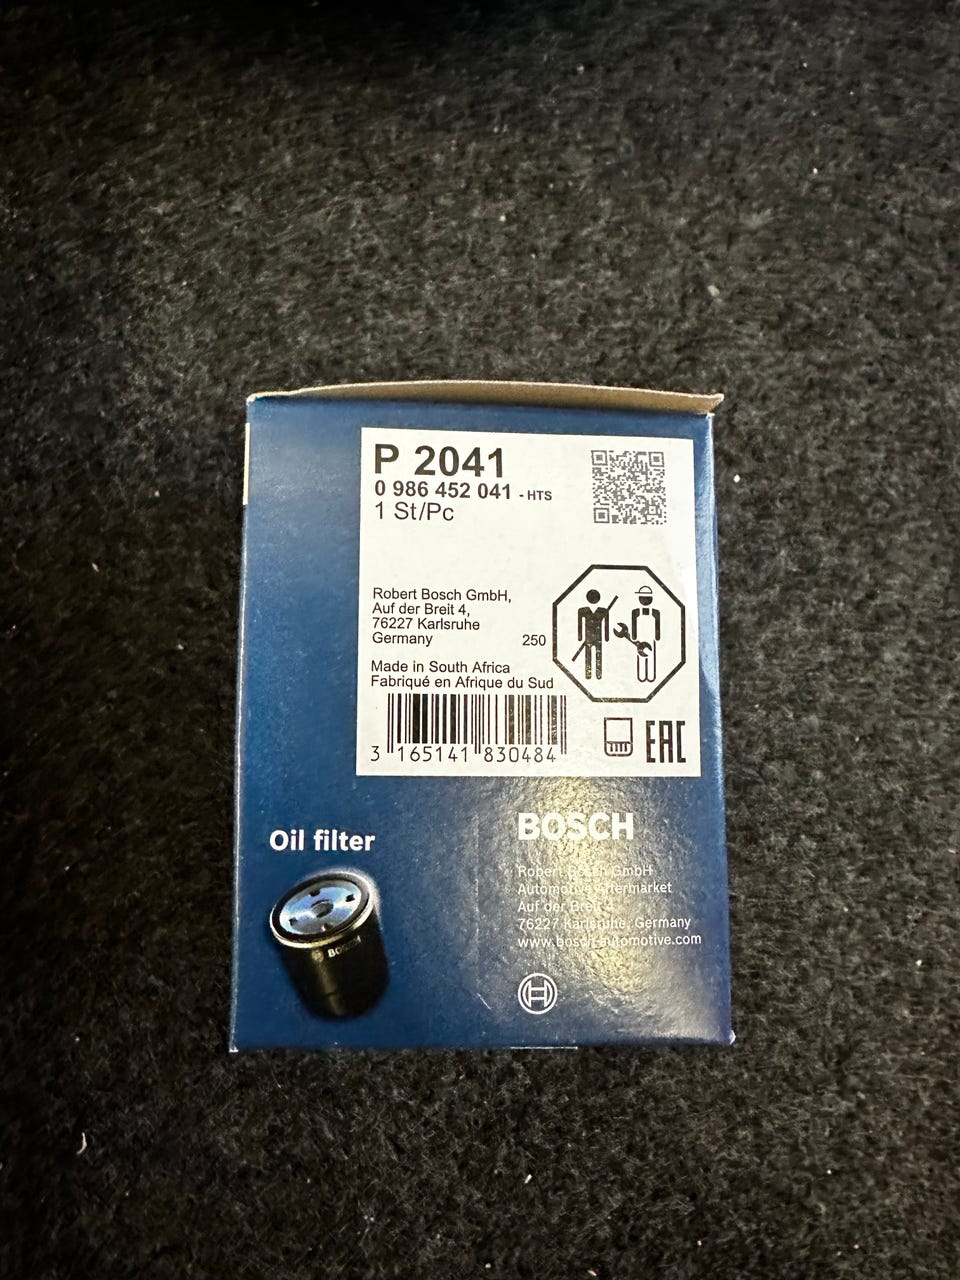 P 2041
0 986 452 041 - HTS
1 St/Pc
Robert Bosch GmbH,
Auf der Breit 4,
76227 Karlsruhe
Germany
250
Made in South Africa
Fabriqué en Afrique du Sud
3 165141 830484
EAC
Oil filter
BOSCH
BOSCH
Robert Bosch GmbH
Automotive Aftermarket
Auf der Breit 4
76227 Karlsruhe, Germany
www.bosch-automotive.com